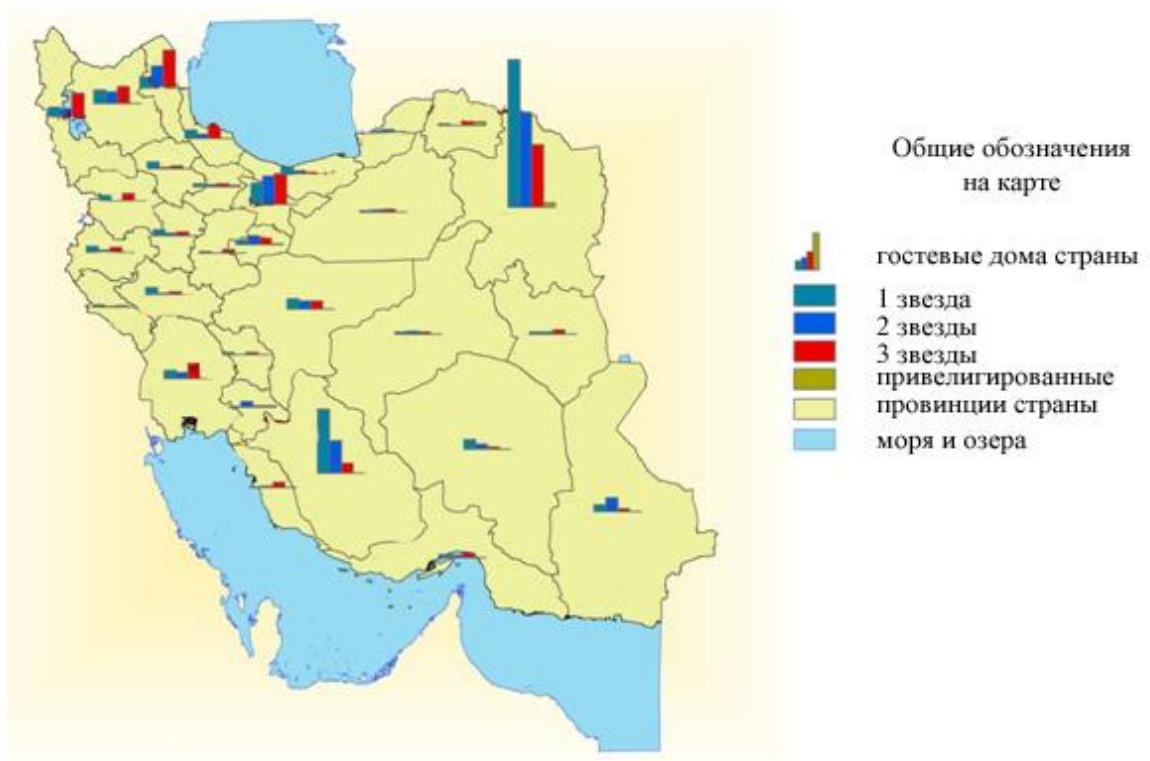 Общие обозначения
на карте
гостевые дома страны
1 звезда
2 звезды
3 звезды
привелигированные
провинции страны
моря и озера